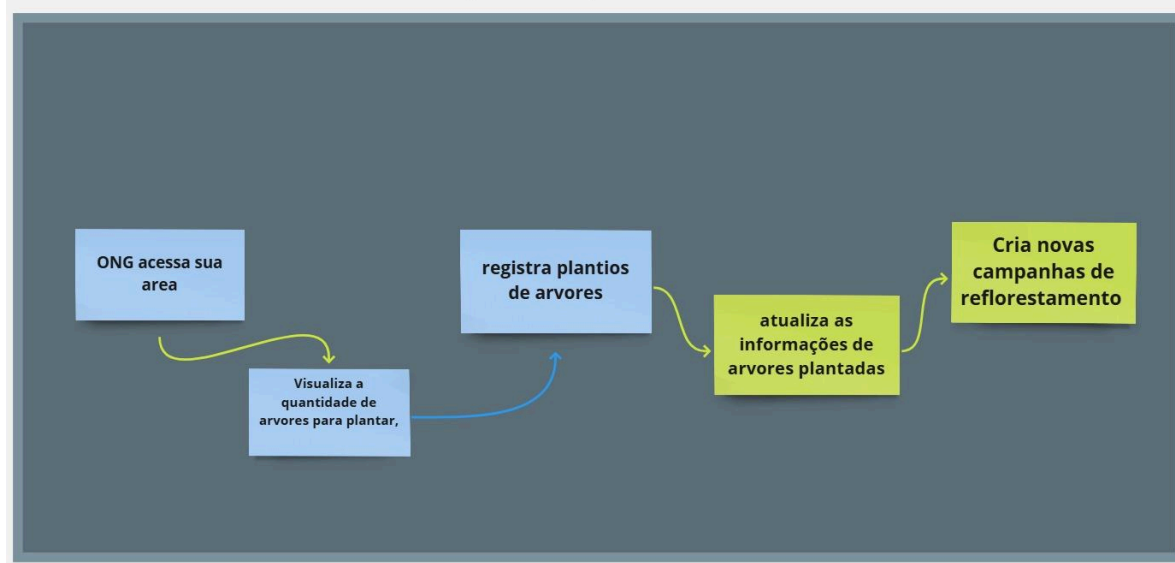 ONG acessa sua
area
Visualiza a
quantidade de
arvores para plantar,
registra plantios
de arvores
atualiza as
informações de
arvores plantadas
Cria novas
campanhas de
reflorestamento